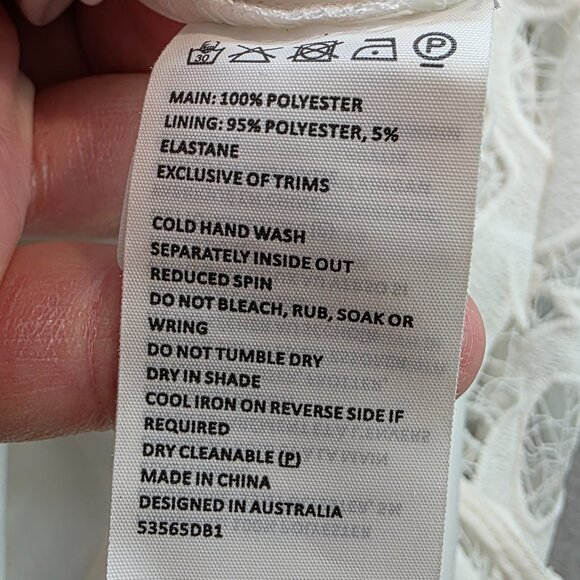 30 P
MAIN: 100% POLYESTER
LINING: 95% POLYESTER, 5%
ELASTANE
EXCLUSIVE OF TRIMS
COLD HAND WASH
SEPARATELY INSIDE OUT
REDUCED SPIN
DO NOT BLEACH, RUB, SOAK OR
WRING
DO NOT TUMBLE DRY
DRY IN SHADE
COOL IRON ON REVERSE SIDE IF
REQUIRED
DRY CLEANABLE (P)
MADE IN CHINA
DESIGNED IN AUSTRALIA
53565DB1